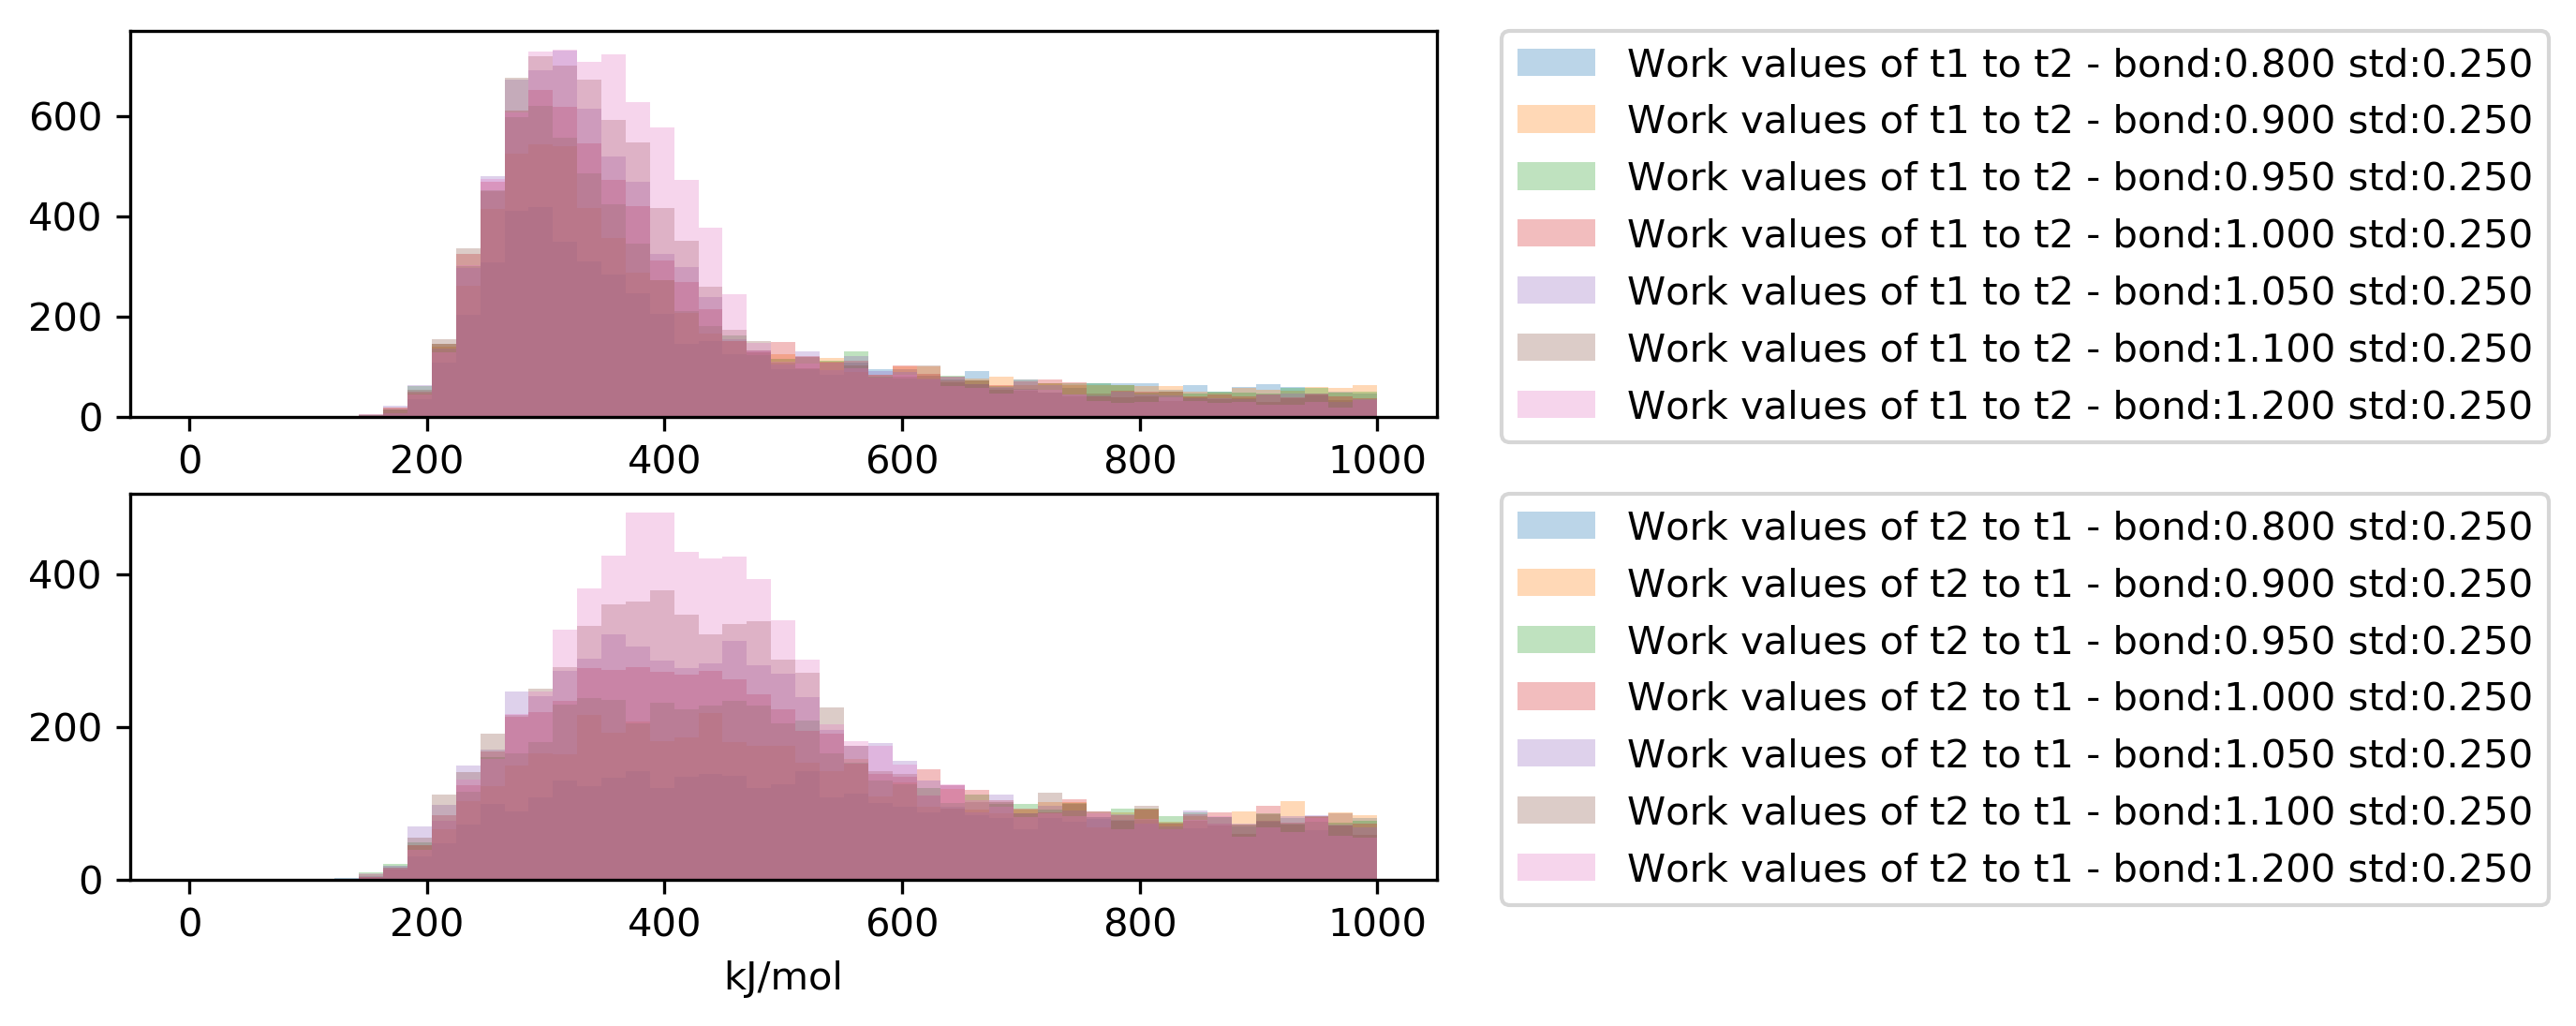 600
400
200
0
0 200 400 600 800 1000
Work values of t1 to t2 - bond:0.800 std:0.250
Work values of t1 to t2 - bond:0.900 std:0.250
Work values of t1 to t2 - bond:0.950 std:0.250
Work values of t1 to t2 - bond:1.000 std:0.250
Work values of t1 to t2 - bond:1.050 std:0.250
Work values of t1 to t2 - bond:1.100 std:0.250
Work values of t1 to t2 - bond:1.200 std:0.250
400
200
0
0 200 400 600 800 1000
kJ/mol
Work values of t2 to t1 - bond:0.800 std:0.250
Work values of t2 to t1 - bond:0.900 std:0.250
Work values of t2 to t1 - bond:0.950 std:0.250
Work values of t2 to t1 - bond:1.000 std:0.250
Work values of t2 to t1 - bond:1.050 std:0.250
Work values of t2 to t1 - bond:1.100 std:0.250
Work values of t2 to t1 - bond:1.200 std:0.250